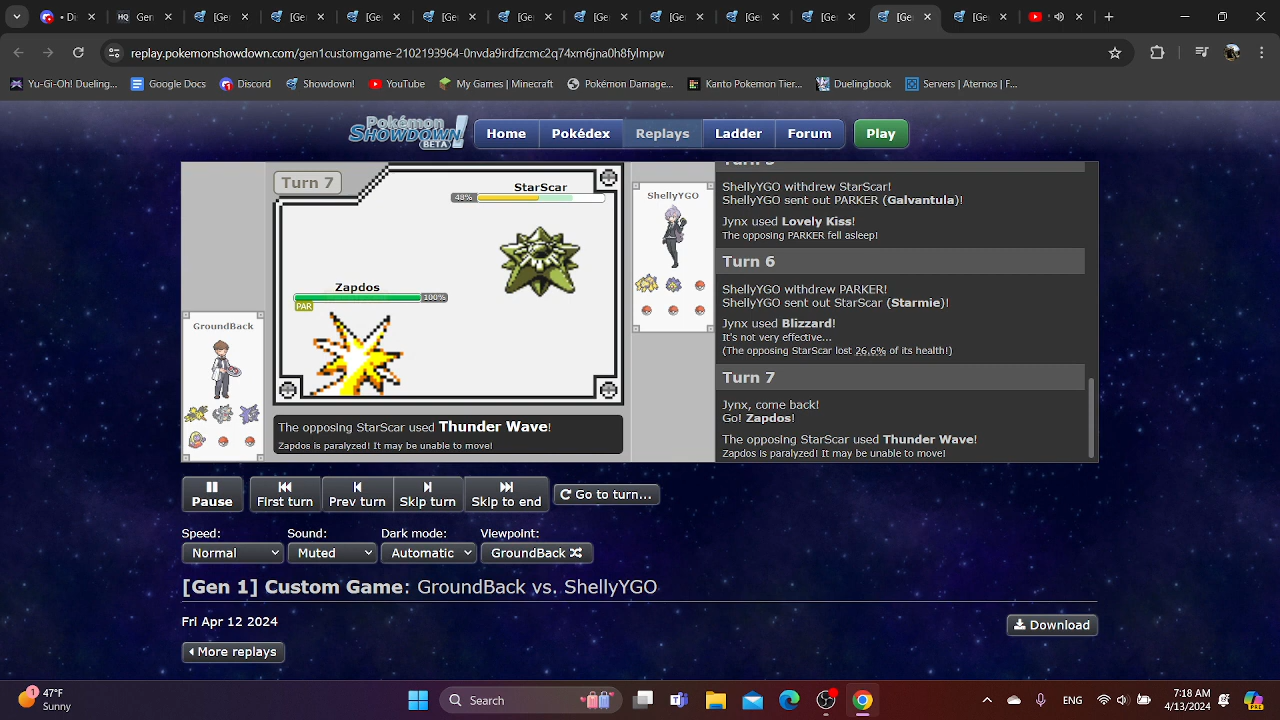 Di
Gen
[Ge
[Ge
[Ge
[Ge
[Ge
[Ge
[Ge
[Ge
[Ge
[Ge
[Ge
replay.pokemonshowdown.com/gen1customgame-2102193964-0nvda9irdfzcmc2q74xm6jna0h8fylmpw
Yu-Gi-Oh! Dueling...
Google Docs
Discord
Showdown!
YouTube
My Games | Minecraft
Pokémon Damage...
Kanto Pokemon Tier...
Duelingbook
Servers | Aternos | F...
Pokémon
SHOWDOWN!
BETA
Home
Pokédex
Replays
Ladder
Forum
Play
Turn 7
StarScar
48%
Zapdos
100%
PAR
GroundBack
ShellyYGO
The opposing StarScar used Thunder Wave!
Zapdos is paralyzed! It may be unable to move!
ShellyYGO withdrew StarScar!
ShellyYGO sent out PARKER (Galvantula)!
Jynx used Lovely Kiss!
The opposing PARKER fell asleep!
Turn 6
ShellyYGO withdrew PARKER!
ShellyYGO sent out StarScar (Starmie)!
Jynx used Blizzard!
It's not very effective...
(The opposing StarScar lost 26.6% of its health!)
Turn 7
Jynx, come back!
Go! Zapdos!
The opposing StarScar used Thunder Wave!
Zapdos is paralyzed! It may be unable to move!
Pause
First turn
Prev turn
Skip turn
Skip to end
Go to turn...
Speed:
Sound:
Dark mode:
Viewpoint:
Normal
Muted
Automatic
GroundBack
[Gen 1] Custom Game: GroundBack vs. ShellyYGO
Fri Apr 12 2024
Download
More replays
1
47°F
Sunny
Search
ENG
7:18 AM
4/13/2024
PRE